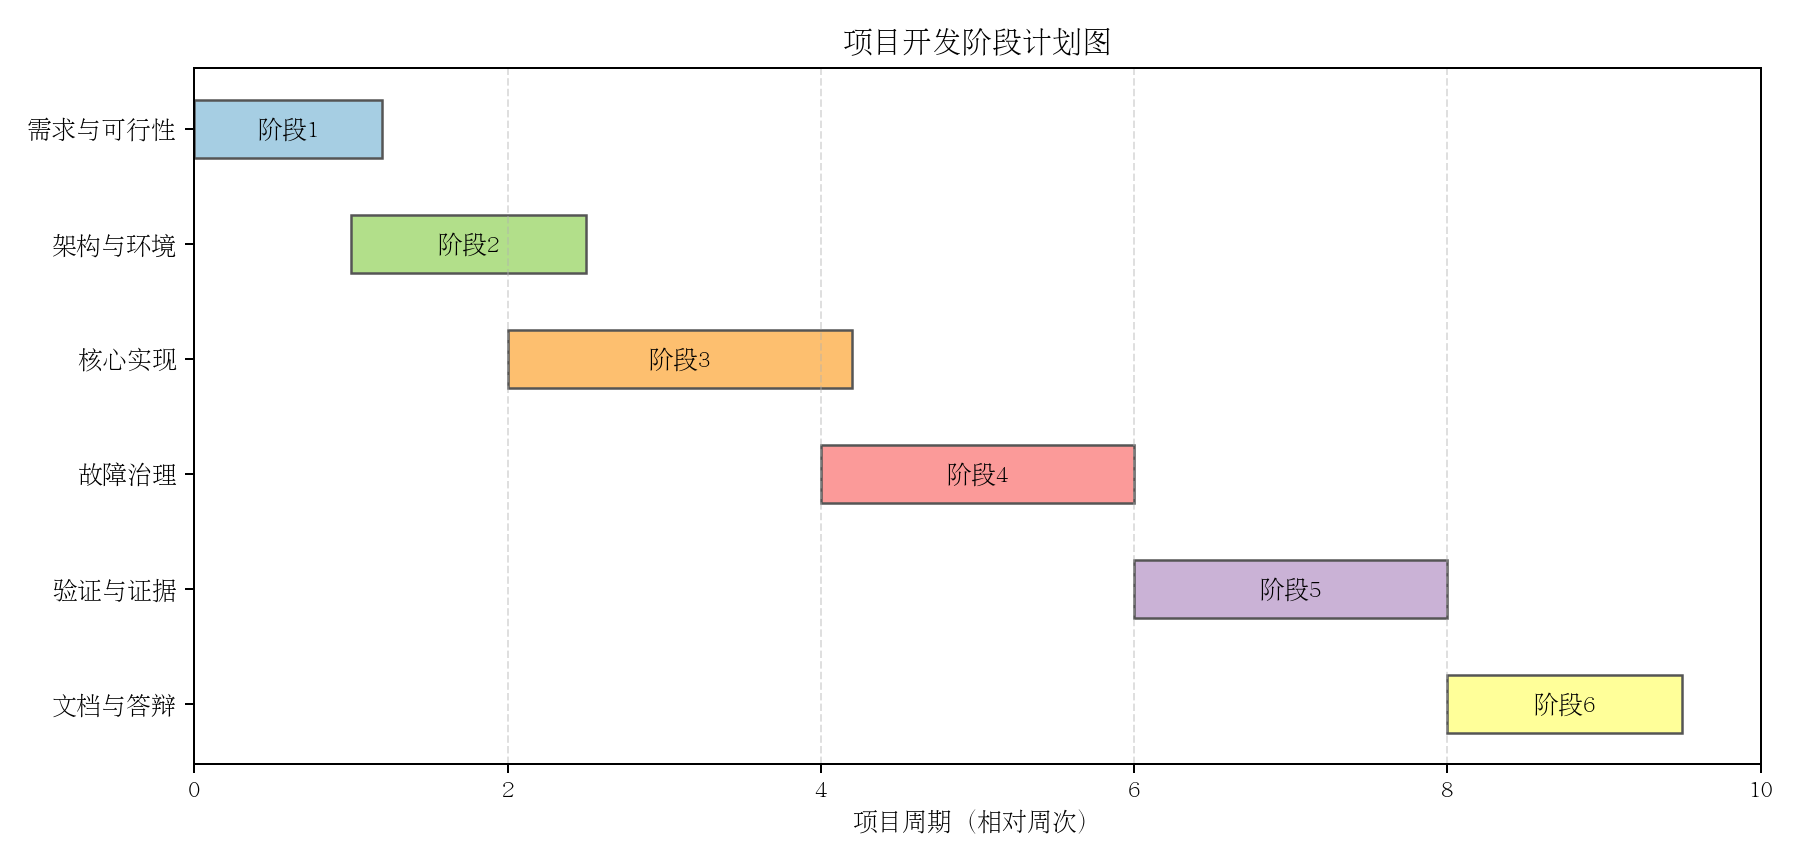 项目开发阶段计划图
需求与可行性
阶段1
架构与环境
阶段2
核心实现
阶段3
故障治理
阶段4
验证与证据
阶段5
文档与答辩
阶段6
0 2 4 6 8 10
项目周期（相对周次）